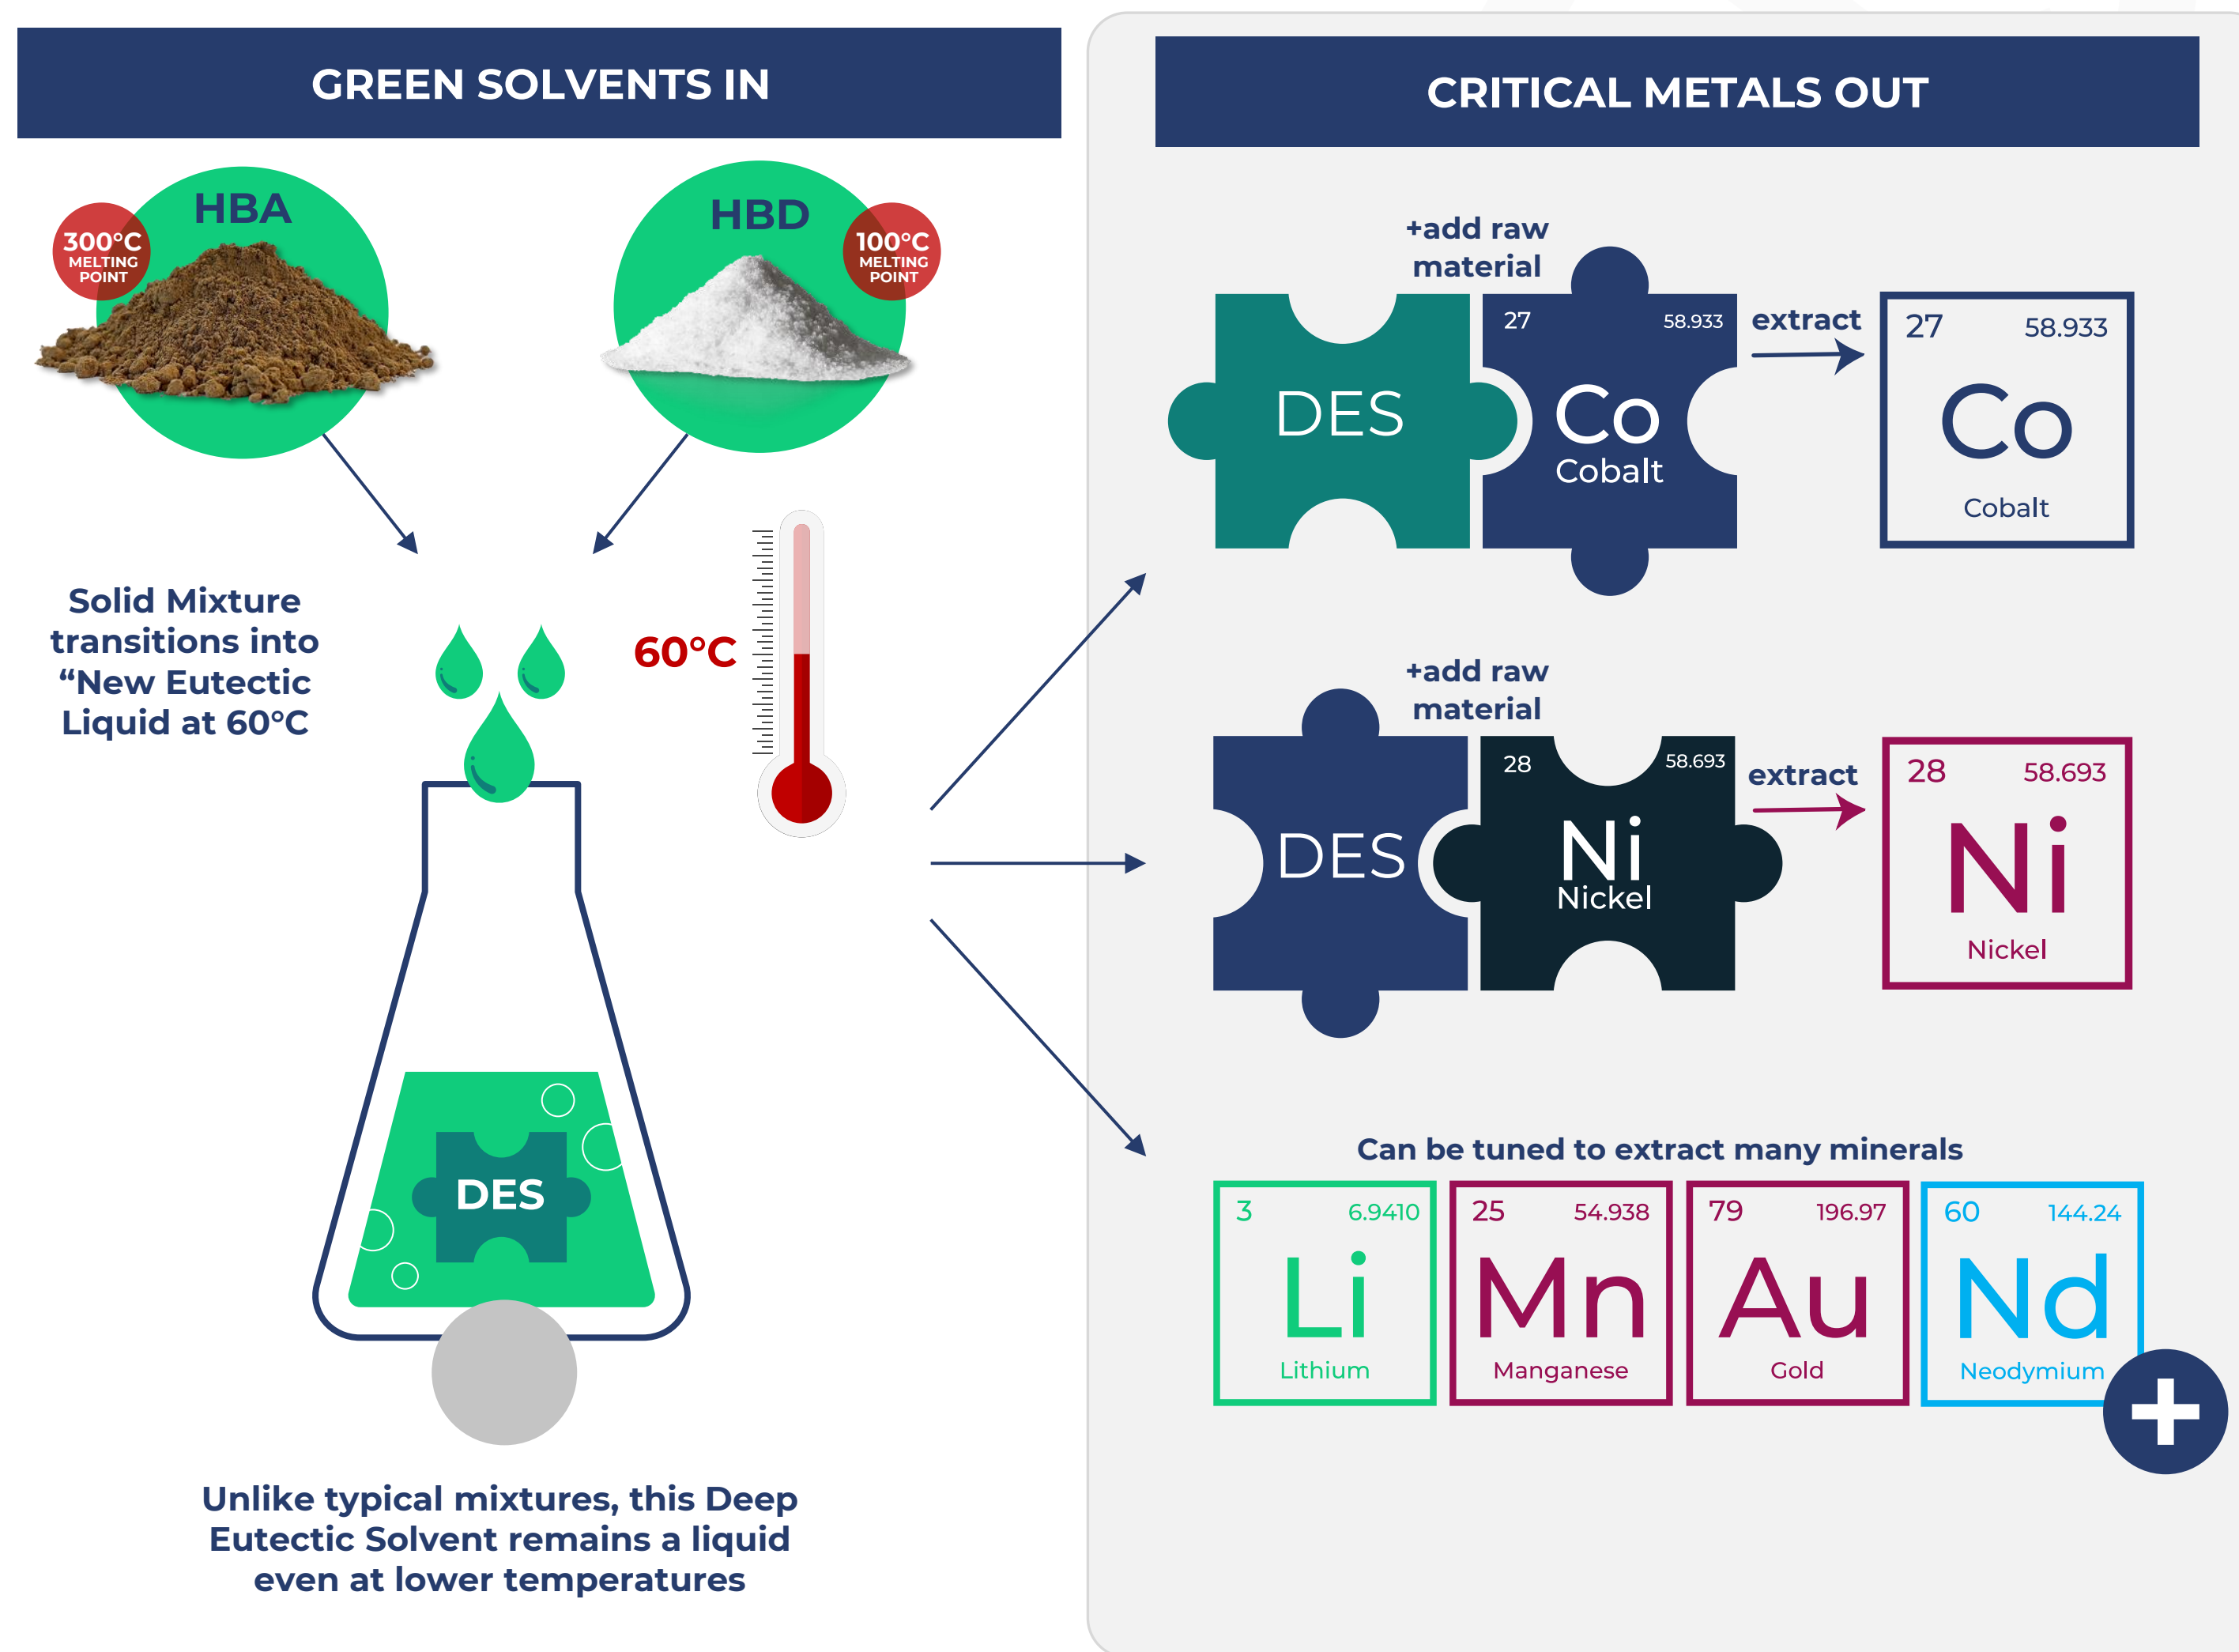 GREEN SOLVENTS IN
HBA
300°C
MELTING
POINT
HBD
100°C
MELTING
POINT
Solid Mixture
transitions into
“New Eutectic
Liquid at 60°C
60°C
DES
Unlike typical mixtures, this Deep
Eutectic Solvent remains a liquid
even at lower temperatures
CRITICAL METALS OUT
+add raw
material
DES
27 58.933
Co
Cobalt
extract
27 58.933
Co
Cobalt
+add raw
material
DES
28 58.693
Ni
Nickel
extract
28 58.693
Ni
Nickel
Can be tuned to extract many minerals
3 6.9410
Li
Lithium
25 54.938
Mn
Manganese
79 196.97
Au
Gold
60 144.24
Nd
Neodymium
+